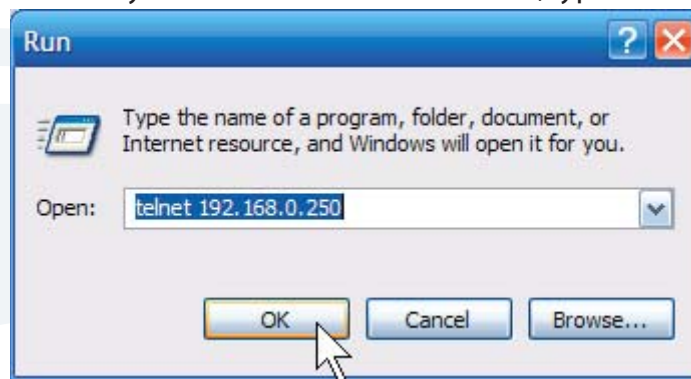 Run
Type the name of a program, folder, document, or
Internet resource, and Windows will open it for you.
Open: telnet 192.168.0.250
OK Cancel Browse...